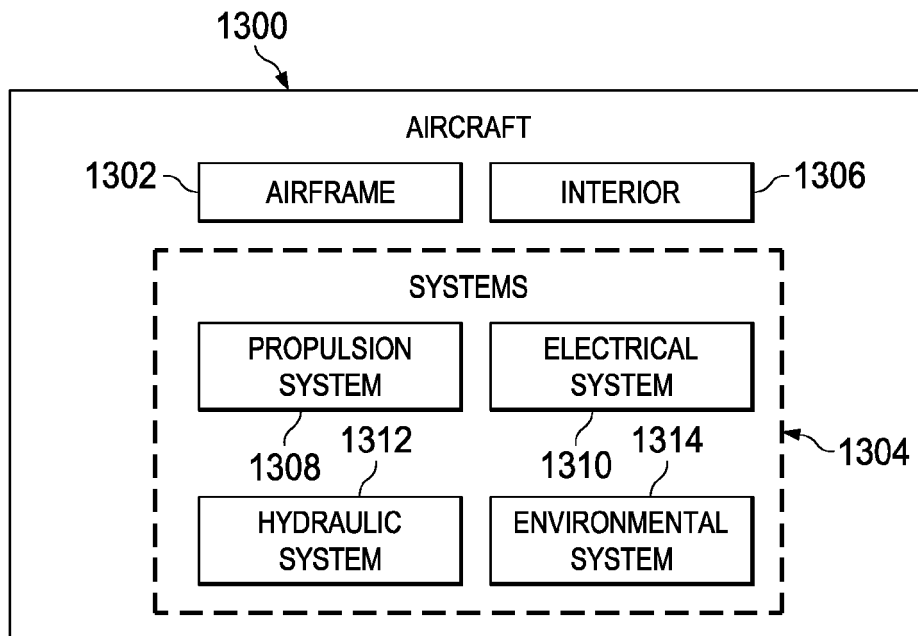 1300
AIRCRAFT
1302
AIRFRAME
INTERIOR
1306
SYSTEMS
PROPULSION
SYSTEM
ELECTRICAL
SYSTEM
1308
1312
1310
1314
1304
HYDRAULIC
SYSTEM
ENVIRONMENTAL
SYSTEM